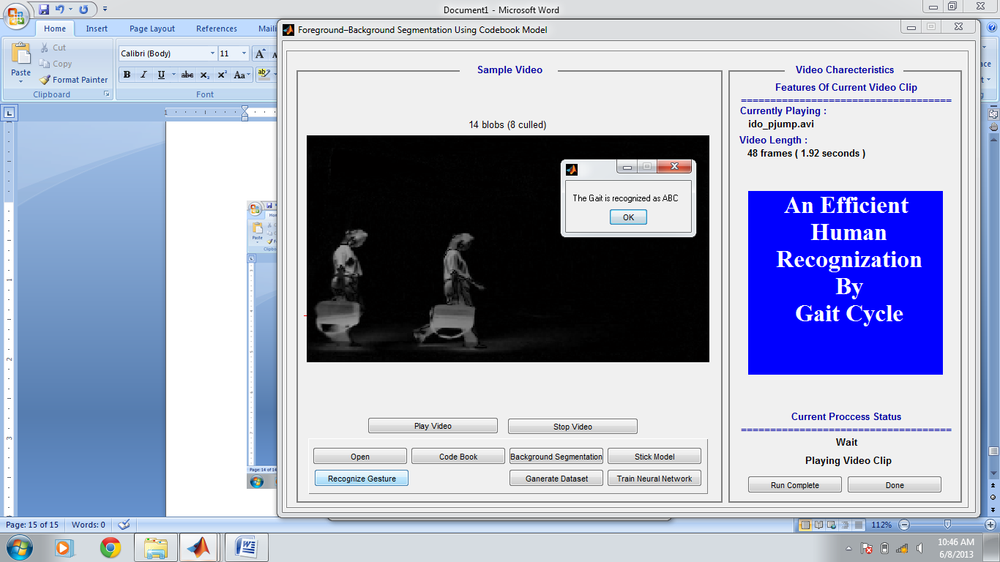 Document1 - Microsoft Word
Home Insert Page Layout References
Cut
Copy
Format Painter
Paste
Clipboard
Calibri (Body) 11
B I U abc x₂ x² Aa
Font
Foreground–Background Segmentation Using Codebook Model
Sample Video
14 blobs (8 culled)
The Gait is recognized as ABC
OK
Play Video Stop Video
Open Code Book Background Segmentation Stick Model
Recognize Gesture Ganerate Dataset Train Neural Network
Video Charecteristics
Features Of Current Video Clip
====================================
Currently Playing :
ido_pjump.avi
Video Length :
48 frames ( 1.92 seconds )
An Efficient
Human
Recognization
By
Gait Cycle
Current Proccess Status
====================================
Wait
Playing Video Clip
Run Complete Done
Page: 15 of 15 Words: 0
112%
10:46 AM
6/8/2013